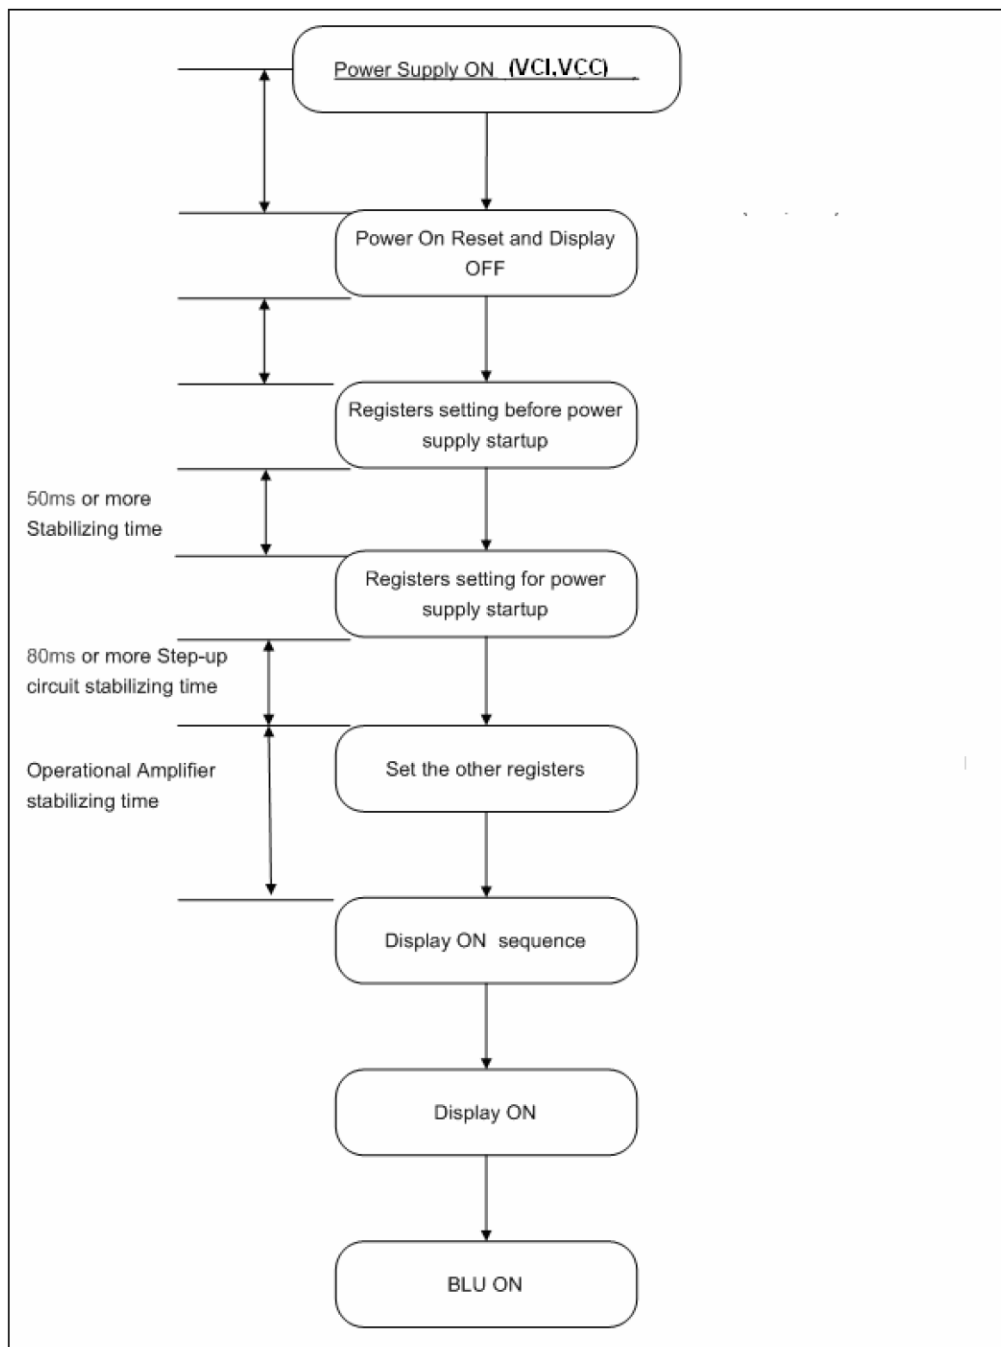 Power Supply ON (VCI,VCC)
Power On Reset and Display
OFF
Registers setting before power
supply startup
50ms or more
Stabilizing time
Registers setting for power
supply startup
80ms or more Step-up
circuit stabilizing time
Set the other registers
Operational Amplifier
stabilizing time
Display ON sequence
Display ON
BLU ON